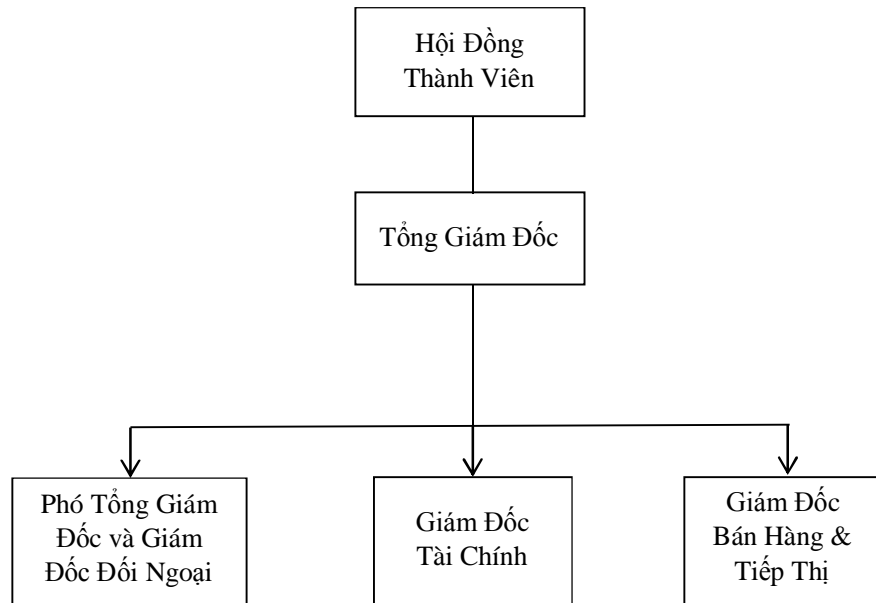 Hội Đồng
Thành Viên
Tổng Giám Đốc
Phó Tổng Giám
Đốc và Giám
Đốc Đối Ngoại
Giám Đốc
Tài Chính
Giám Đốc
Bán Hàng &
Tiếp Thị